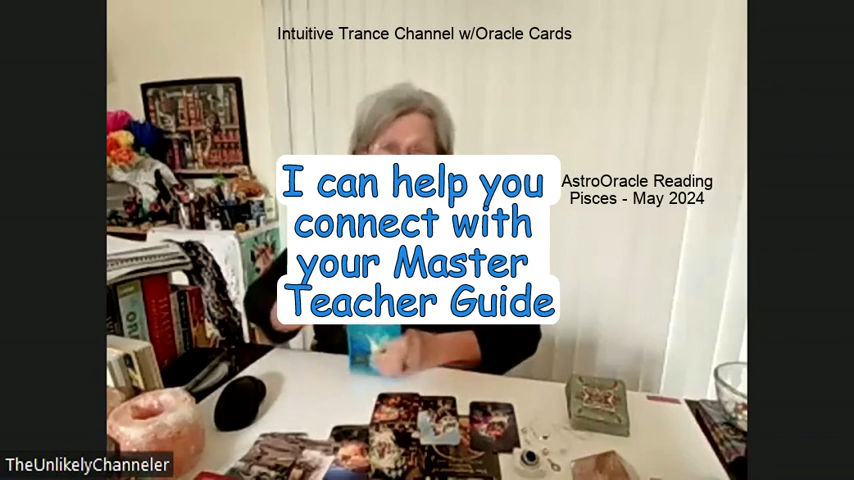 Intuitive Trance Channel w/Oracle Cards
I can help you
connect with
your Master
Teacher Guide
AstroOracle Reading
Pisces - May 2024
TheUnlikelyChanneler